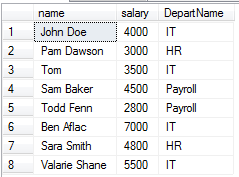 name salary DepartName
1 John Doe 4000 IT
2 Pam Dawson 3000 HR
3 Tom 3500 IT
4 Sam Baker 4500 Payroll
5 Todd Fenn 2800 Payroll
6 Ben Aflac 7000 IT
7 Sara Smith 4800 HR
8 Valarie Shane 5500 IT